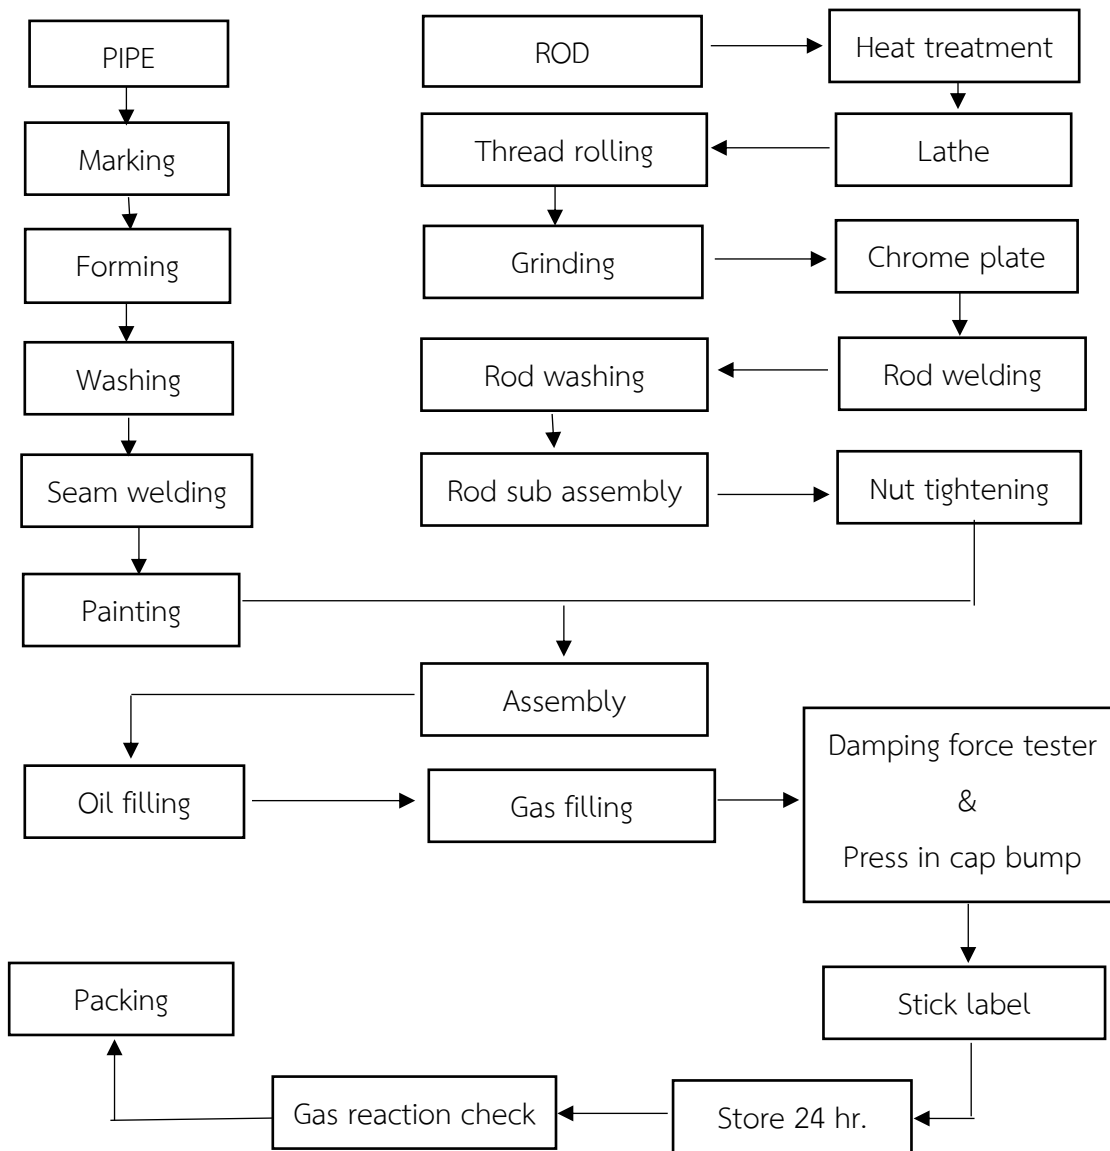 PIPE
ROD
Heat treatment
Marking
Thread rolling
Lathe
Forming
Grinding
Chrome plate
Washing
Rod washing
Rod welding
Seam welding
Rod sub assembly
Nut tightening
Painting
Assembly
Oil filling
Gas filling
Damping force tester
&
Press in cap bump
Packing
Stick label
Gas reaction check
Store 24 hr.